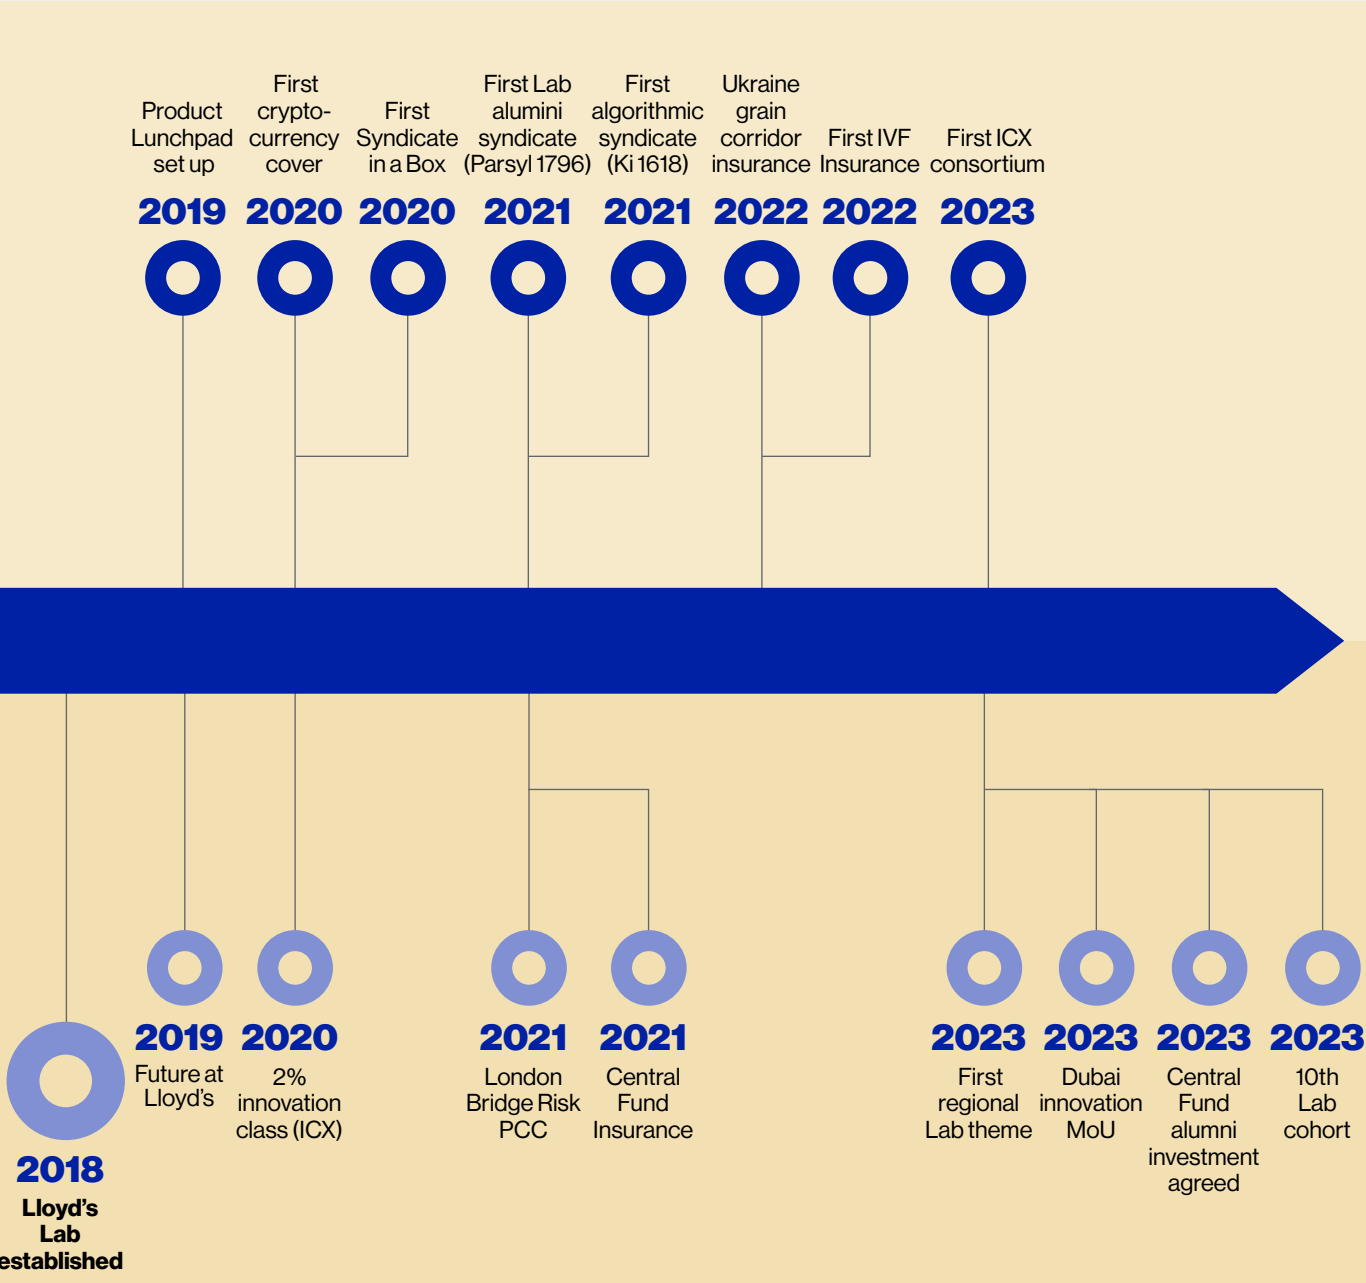 Product
Lunchpad
set up
2019
First
crypto-
currency
cover
2020
First
Syndicate
in a Box
2020
First Lab
alumini
syndicate
(Parsyl 1796)
2021
First
algorithmic
syndicate
(Ki 1618)
2021
Ukraine
grain
corridor
insurance
2022
First IVF
Insurance
2022
First ICX
consortium
2023
2018
Lloyd’s
Lab
established
2019
Future at
Lloyd’s
2020
2%
innovation
class (ICX)
2021
London
Bridge Risk
PCC
2021
Central
Fund
Insurance
2023
First
regional
Lab theme
2023
Dubai
innovation
MoU
2023
Central
Fund
alumni
investment
agreed
2023
10th
Lab
cohort